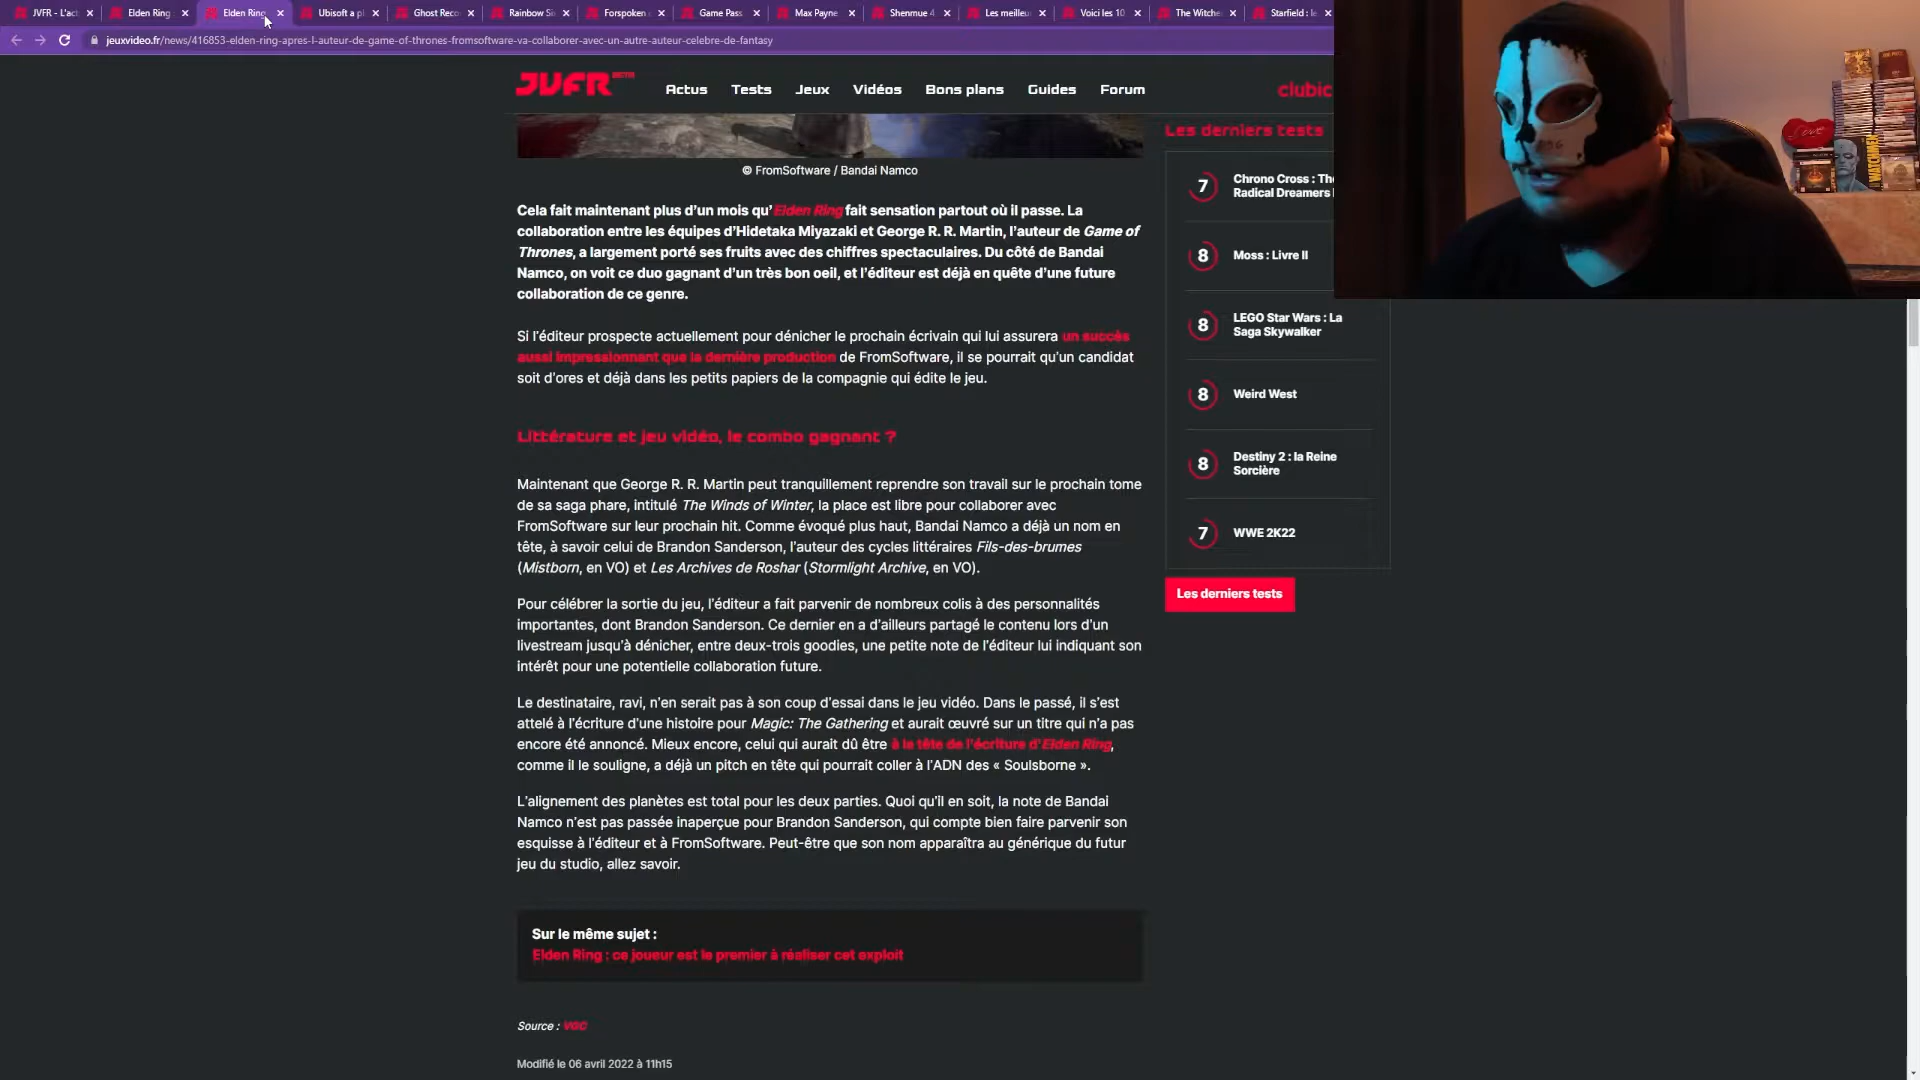 JVFR - L'act
Elden Ring
Elden Ring
Ubisoft a pl
Ghost Reco
Rainbow Si
Forspoken
Game Pass
Max Payne
Shenmue 4
Les meilleu
Voici les 10
The Witche
Starfield : le
jeuxvideo.fr/news/416853-elden-ring-apres-l-auteur-de-game-of-thrones-fromsoftware-va-collaborer-avec-un-autre-auteur-celebre-de-fantasy
JVFR BETA
Actus Tests Jeux Vidéos Bons plans Guides Forum
clubic
© FromSoftware / Bandai Namco
Cela fait maintenant plus d'un mois qu'Elden Ring fait sensation partout où il passe. La
collaboration entre les équipes d'Hidetaka Miyazaki et George R. R. Martin, l'auteur de Game of
Thrones, a largement porté ses fruits avec des chiffres spectaculaires. Du côté de Bandai
Namco, on voit ce duo gagnant d'un très bon oeil, et l'éditeur est déjà en quête d'une future
collaboration de ce genre.
Si l'éditeur prospecte actuellement pour dénicher le prochain écrivain qui lui assurera un succès
aussi impressionnant que la dernière production de FromSoftware, il se pourrait qu'un candidat
soit d'ores et déjà dans les petits papiers de la compagnie qui édite le jeu.
Littérature et jeu vidéo, le combo gagnant ?
Maintenant que George R. R. Martin peut tranquillement reprendre son travail sur le prochain tome
de sa saga phare, intitulé The Winds of Winter, la place est libre pour collaborer avec
FromSoftware sur leur prochain hit. Comme évoqué plus haut, Bandai Namco a déjà un nom en
tête, à savoir celui de Brandon Sanderson, l'auteur des cycles littéraires Fils-des-brumes
(Mistborn, en VO) et Les Archives de Roshar (Stormlight Archive, en VO).
Pour célébrer la sortie du jeu, l'éditeur a fait parvenir de nombreux colis à des personnalités
importantes, dont Brandon Sanderson. Ce dernier en a d'ailleurs partagé le contenu lors d'un
livestream jusqu'à dénicher, entre deux-trois goodies, une petite note de l'éditeur lui indiquant son
intérêt pour une potentielle collaboration future.
Le destinataire, ravi, n'en serait pas à son coup d'essai dans le jeu vidéo. Dans le passé, il s'est
attelé à l'écriture d'une histoire pour Magic: The Gathering et aurait œuvré sur un titre qui n'a pas
encore été annoncé. Mieux encore, celui qui aurait dû être à la tête de l'écriture d'Elden Ring,
comme il le souligne, a déjà un pitch en tête qui pourrait coller à l'ADN des « Soulsborne ».
L'alignement des planètes est total pour les deux parties. Quoi qu'il en soit, la note de Bandai
Namco n'est pas passée inaperçue pour Brandon Sanderson, qui compte bien faire parvenir son
esquisse à l'éditeur et à FromSoftware. Peut-être que son nom apparaîtra au générique du futur
jeu du studio, allez savoir.
Sur le même sujet :
Elden Ring : ce joueur est le premier à réaliser cet exploit
Source : VGC
Modifié le 06 avril 2022 à 11h15
Les derniers tests
7 Chrono Cross : The
Radical Dreamers
8 Moss : Livre II
8 LEGO Star Wars : La
Saga Skywalker
8 Weird West
8 Destiny 2 : la Reine
Sorcière
7 WWE 2K22
Les derniers tests
WATCHMEN